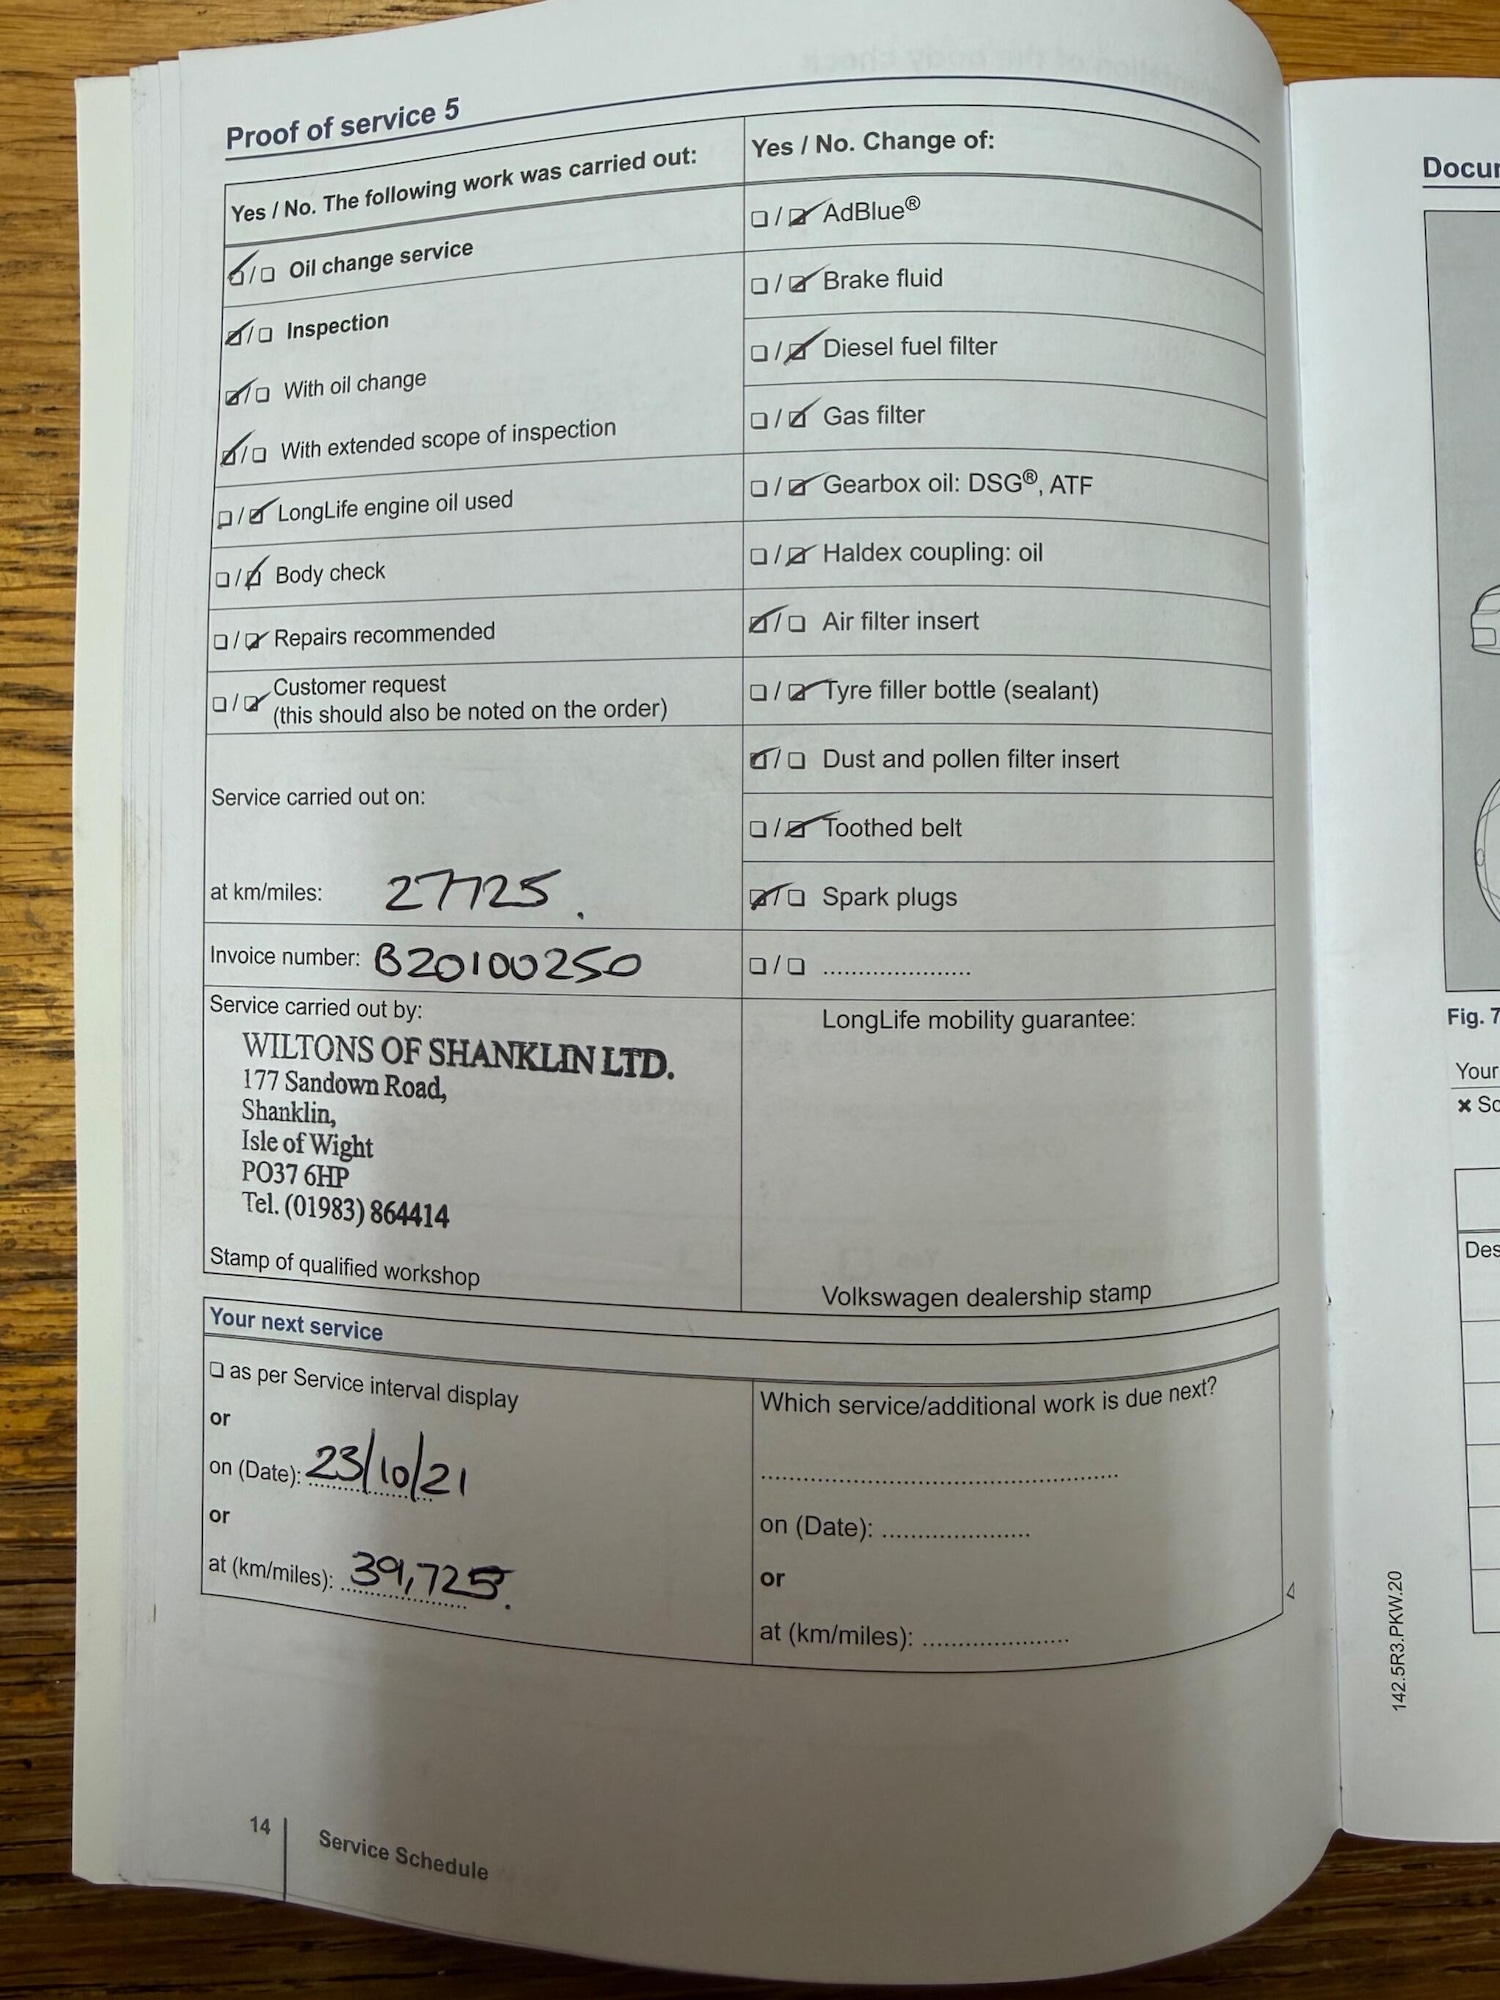 Proof of service 5
Yes / No. The following work was carried out:
Oil change service
Inspection
With oil change
With extended scope of inspection
LongLife engine oil used
Body check
Repairs recommended
Customer request
(this should also be noted on the order)
Service carried out on:
at km/miles: 27725.
Invoice number: B20100250
Service carried out by:
WILTONS OF SHANKLIN LTD.
177 Sandown Road,
Shanklin,
Isle of Wight
PO37 6HP
Tel. (01983) 864414
Stamp of qualified workshop
Yes / No. Change of:
AdBlue®
Brake fluid
Diesel fuel filter
Gas filter
Gearbox oil: DSG®, ATF
Haldex coupling: oil
Air filter insert
Tyre filler bottle (sealant)
Dust and pollen filter insert
Toothed belt
Spark plugs
/ .....................
LongLife mobility guarantee:
Volkswagen dealership stamp
Your next service
as per Service interval display
or
on (Date): 23/10/21
or
at (km/miles): 39,725.
Which service/additional work is due next?
..................................................
on (Date): .....................
or
at (km/miles): .....................
14
Service Schedule
Fig. 7
Your
142.5R3.PKW.20